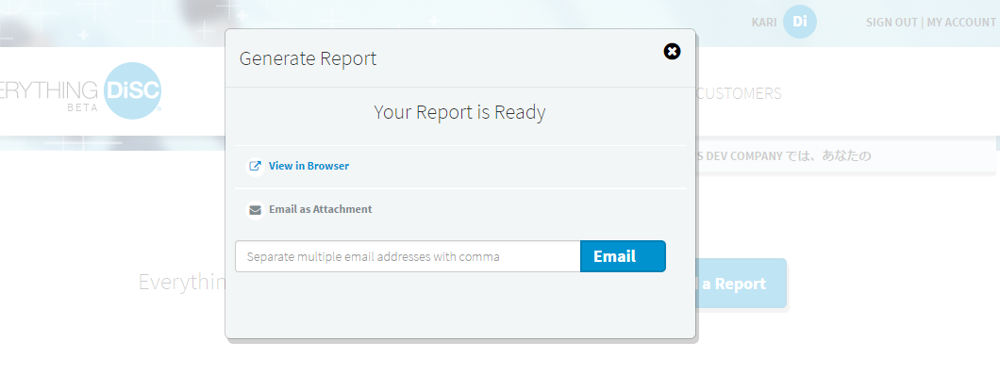 KARI Di SIGN OUT | MY ACCOUNT
Generate Report
ERYTHING DiSC
BETA
CUSTOMERS
Your Report is Ready
S DEV COMPANY では、あなたの
View in Browser
Email as Attachment
Separate multiple email addresses with comma Email
Everythin
a Report